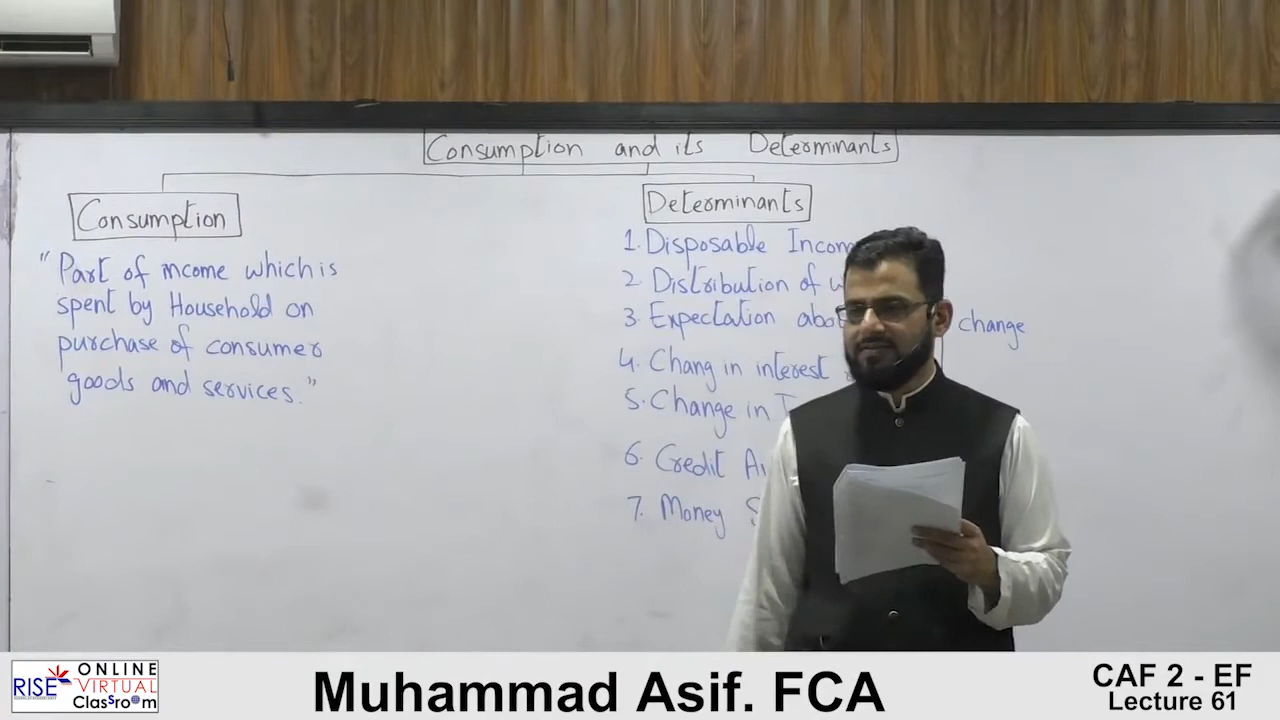 Consumption and its Determinants
Consumption
"Part of income which is
spent by Household on
purchase of consumer
goods and services."
Determinants
1. Disposable
2. Distribution of
3. Expectation change
4. Chang in interest
5. Change in
6. Credit
7. Money
RISE ONLINE
VIRTUAL
ClasSroom
Muhammad Asif. FCA
CAF 2 - EF
Lecture 61